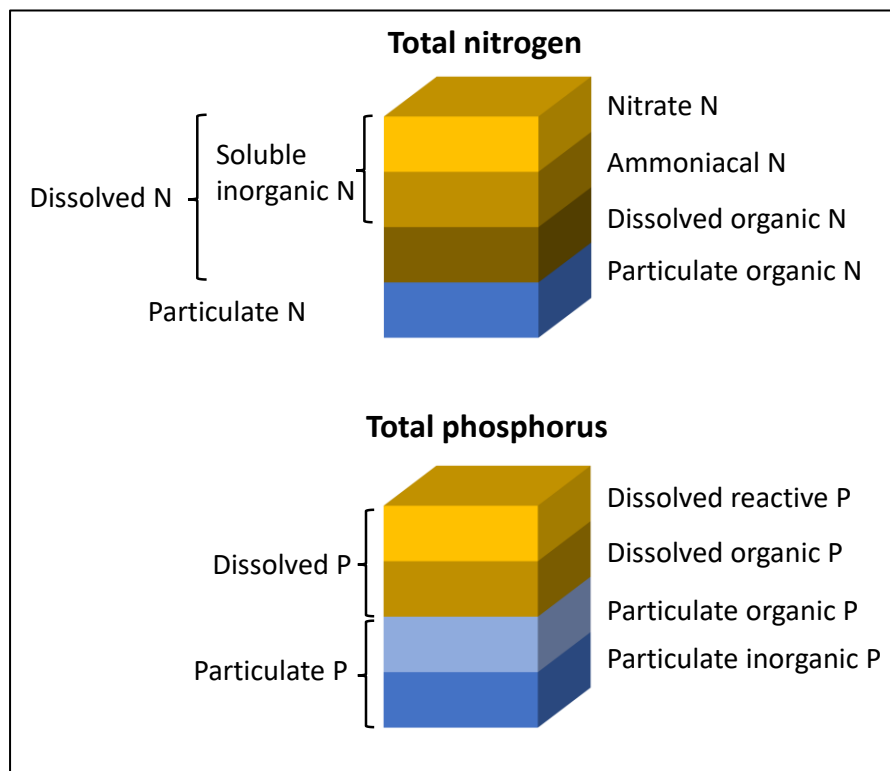 Total nitrogen
Nitrate N
Soluble
inorganic N
Ammoniacal N
Dissolved N
Dissolved organic N
Particulate organic N
Particulate N
Total phosphorus
Dissolved reactive P
Dissolved P
Dissolved organic P
Particulate organic P
Particulate P
Particulate inorganic P